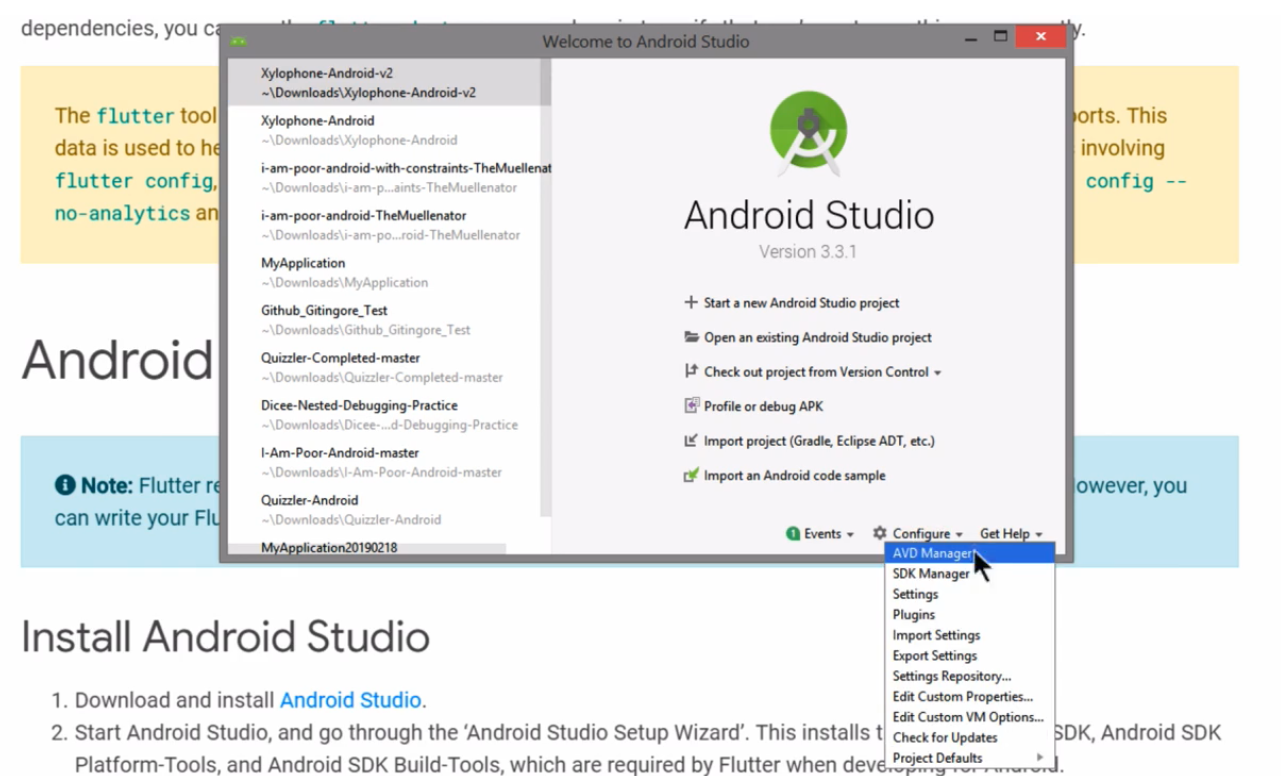 dependencies, you
Welcome to Android Studio
y.
Xylophone-Android-v2
~\Downloads\Xylophone-Android-v2
Xylophone-Android
~\Downloads\Xylophone-Android
i-am-poor-android-with-constraints-TheMuellenat
~\Downloads\i-am-p...aints-TheMuellenator
i-am-poor-android-TheMuellenator
~\Downloads\i-am-po...roid-TheMuellenator
MyApplication
~\Downloads\MyApplication
Github_Gitingore_Test
~\Downloads\Github_Gitingore_Test
Quizzler-Completed-master
~\Downloads\Quizzler-Completed-master
Dicee-Nested-Debugging-Practice
~\Downloads\Dicee-...d-Debugging-Practice
I-Am-Poor-Android-master
~\Downloads\I-Am-Poor-Android-master
Quizzler-Android
~\Downloads\Quizzler-Android
MyApplication20190218
Android Studio
Version 3.3.1
Start a new Android Studio project
Open an existing Android Studio project
Check out project from Version Control
Profile or debug APK
Import project (Gradle, Eclipse ADT, etc.)
Import an Android code sample
1 Events Configure Get Help
AVD Manager
SDK Manager
Settings
Plugins
Import Settings
Export Settings
Settings Repository...
Edit Custom Properties...
Edit Custom VM Options...
Check for Updates
Project Defaults
The flutter tool orts. This
data is used to he involving
flutter config, config --
no-analytics an
Android
Note: Flutter re owever, you
can write your Flu
Install Android Studio
1. Download and install Android Studio.
2. Start Android Studio, and go through the ‘Android Studio Setup Wizard’. This installs t SDK, Android SDK
Platform-Tools, and Android SDK Build-Tools, which are required by Flutter when developing for Android.